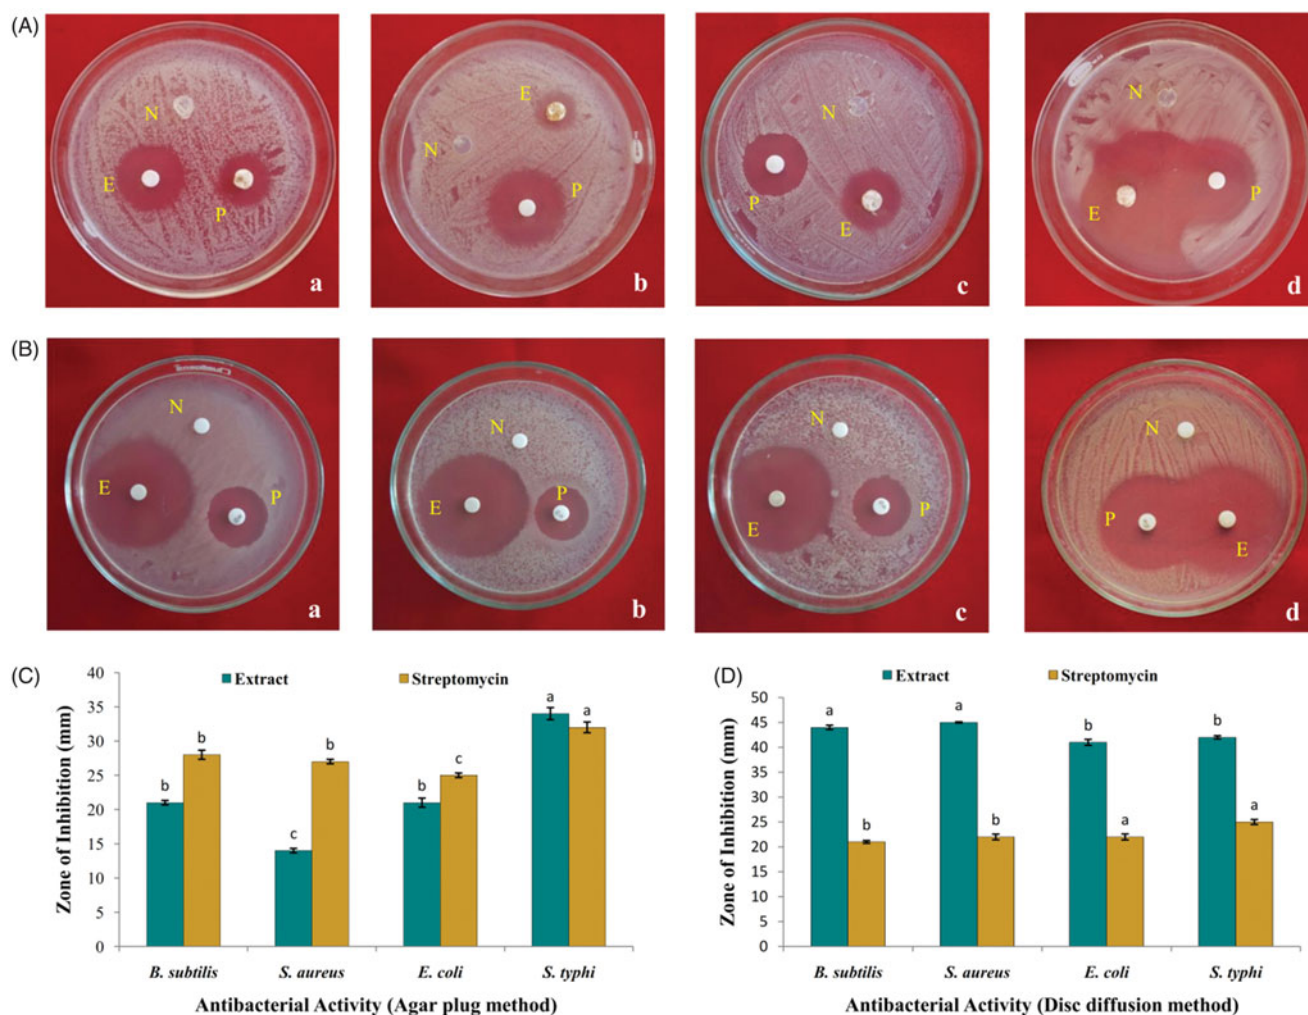 (A)
N
E
P
a
E
N
P
b
N
P
E
c
N
E
P
d
(B)
N
E
P
a
N
E
P
b
N
E
P
c
N
P
E
d
(C)
Extract
Streptomycin
40
35
30
25
20
15
10
5
0
Zone of Inhibition (mm)
b
b
c
b
b
c
a
a
B. subtilis
S. aureus
E. coli
S. typhi
Antibacterial Activity (Agar plug method)
(D)
Extract
Streptomycin
50
45
40
35
30
25
20
15
10
5
0
Zone of Inhibition (mm)
a
b
a
b
b
a
b
a
B. subtilis
S. aureus
E. coli
S. typhi
Antibacterial Activity (Disc diffusion method)